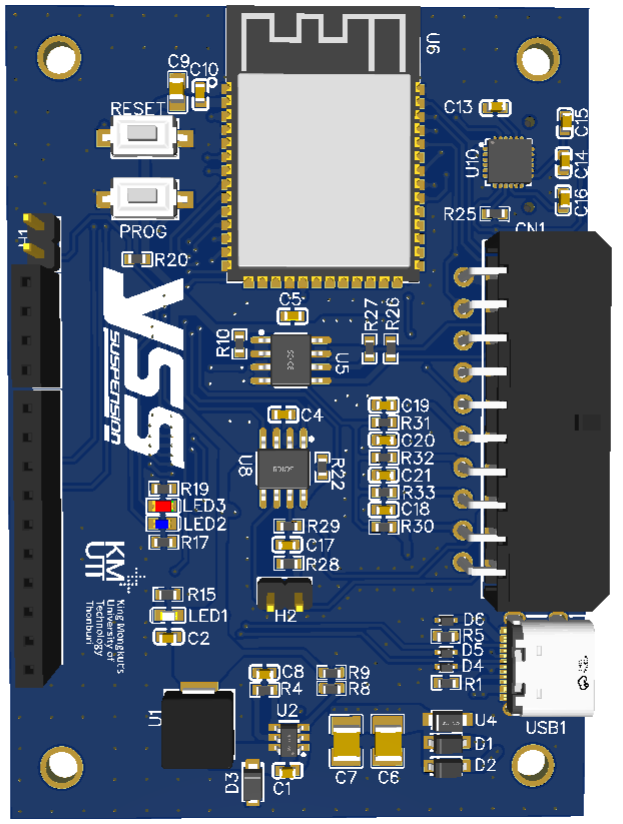 U6
C9
C10
RESET
C13
C15
U10
C14
C16
PROG
R25
CN1
H1
R20
YSS
SUSPENSION
C5
R27
R26
R10
U5
C19
C4
R31
C20
R32
U8
R22
C21
R33
R19
LED3
C18
LED2
R29
R30
R17
C17
R28
KM
UTT
King Mongkut's
University of
Technology
Thonburi
R15
H2
LED1
D6
C2
R5
D5
D4
C8
R9
R4
R8
R1
U1
U2
U4
USB1
D1
D2
D3
C1
C7
C6